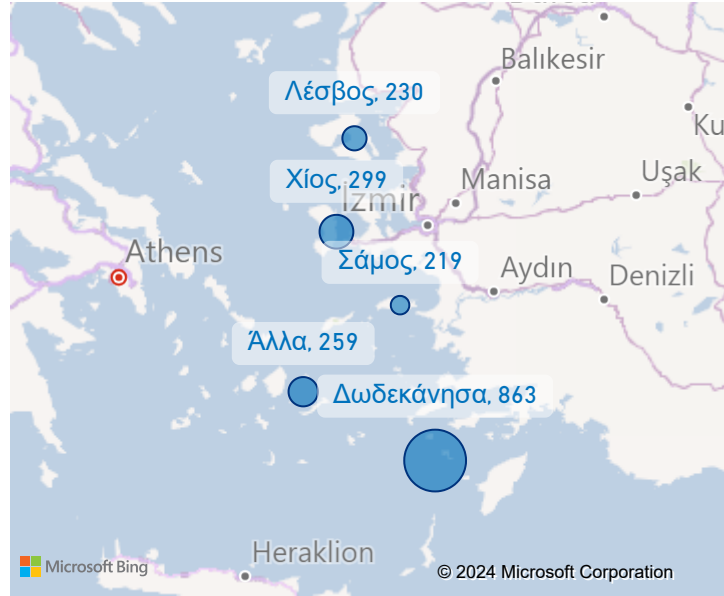 Balıkesir
Λέσβος, 230
Ku
Χίος, 299
Uşak
Manisa
İzmir
Athens
Σάμος, 219
Aydın
Denizli
Άλλα, 259
Δωδεκάνησα, 863
Heraklion
Microsoft Bing
© 2024 Microsoft Corporation